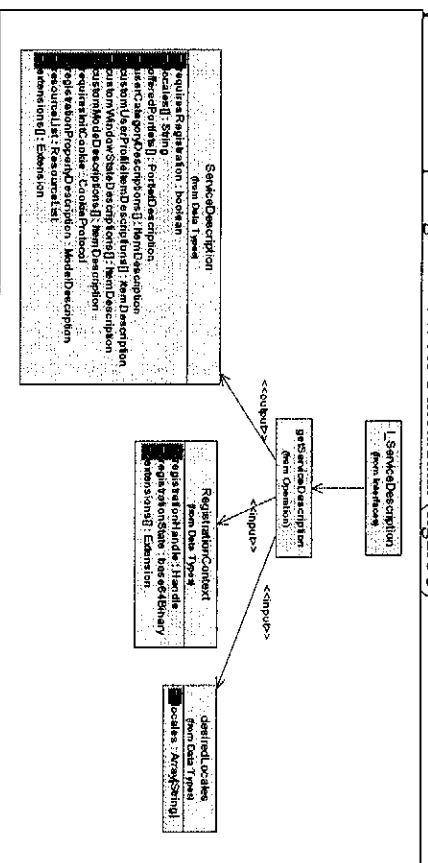 I_ServiceDescription
(from Interfaces)
getServiceDescription
(from Operation)
<<output>>
<<input>>
<<input>>
ServiceDescription
(from Data Types)
requiresRegistration : boolean
locales[] : String
offeredPortlets[] : PortletDescription
userCategoryDescriptions[] : ItemDescription
customUserProfileItemDescriptions[] : ItemDescription
customWindowStateDescriptions[] : ItemDescription
customModeDescriptions[] : ItemDescription
requiresInitCookie : CookieProtocol
registrationPropertyDescription : ModelDescription
resourceList : ResourceList
extensions[] : Extension
RegistrationContext
(from Data Types)
registrationHandle : Handle
registrationState : base64Binary
extensions[] : Extension
desiredLocales
(from Data Types)
locales : Array[String]